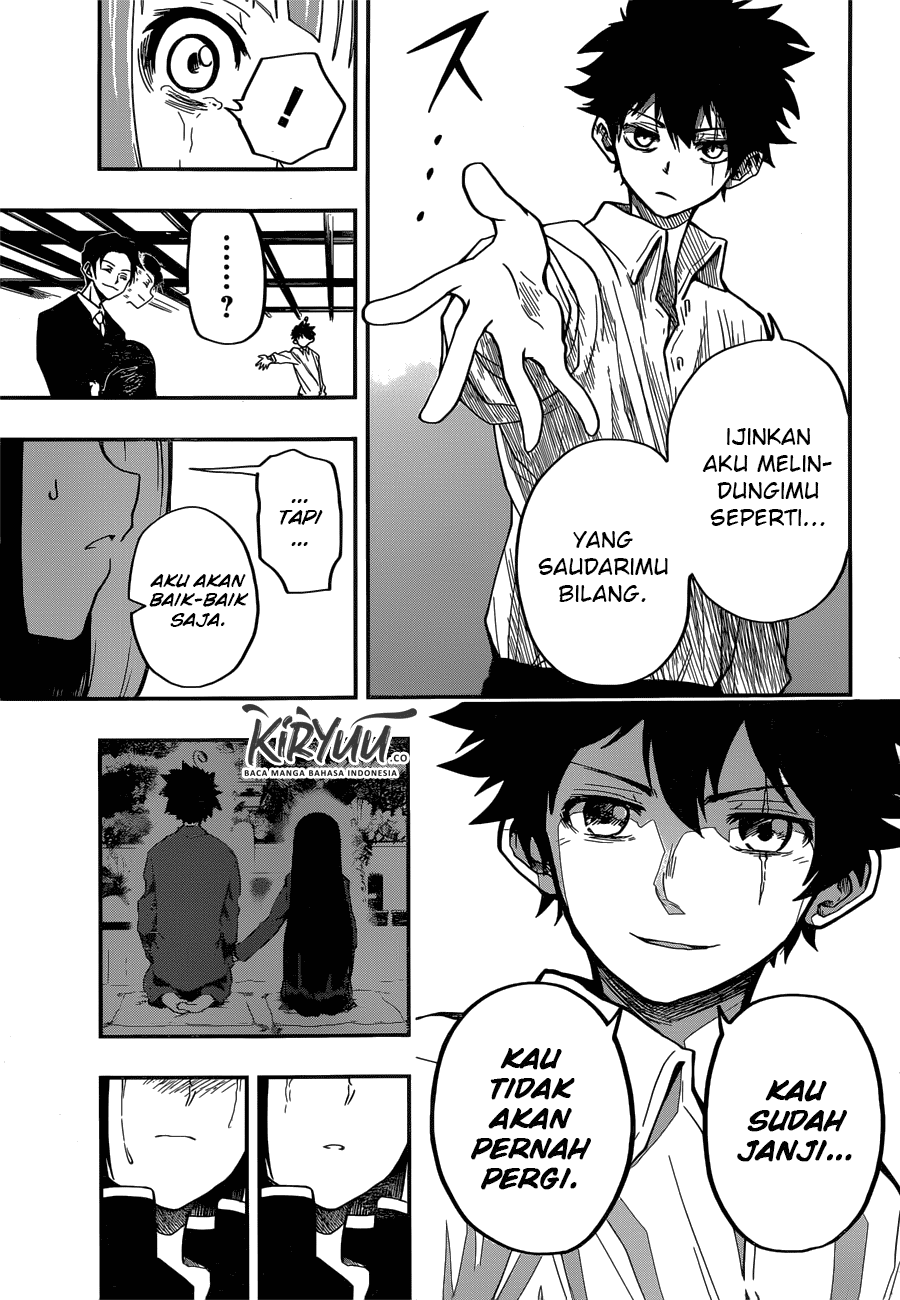 ス
IJINKAN
AKU MELIN-
DUNGIMU
SEPERTI...
YANG
SAUDARIMU
BILANG.
!
......?
...
TAPI
...
AKU AKAN
BAIK-BAIK
SAJA.
KAU
SUDAH
JANJI...
KAU
TIDAK
AKAN
PERNAH
PERGI.
KiRYUU.CO
BACA MANGA BAHASA INDONESIA